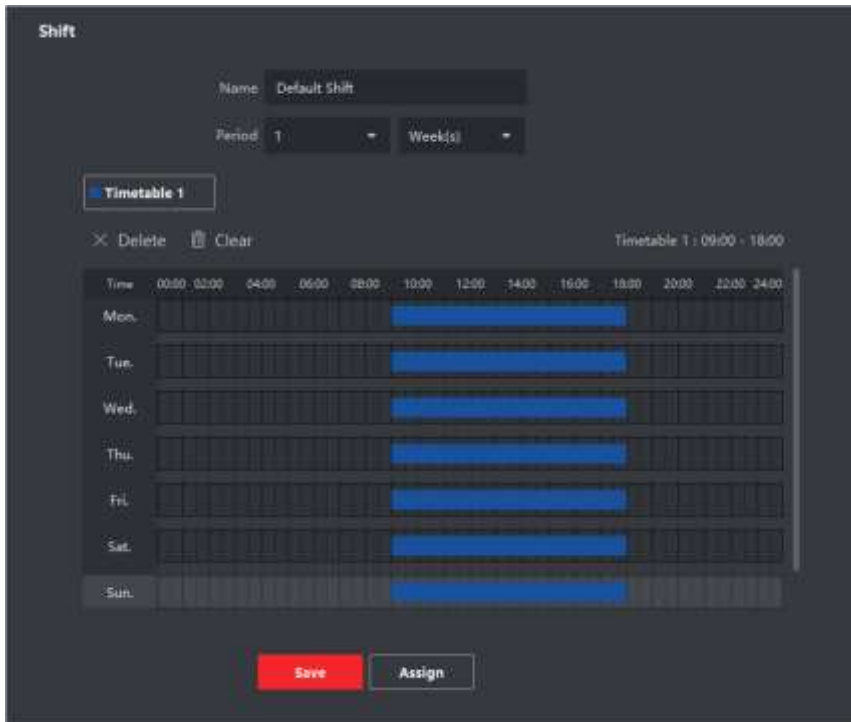 Shift
Name Default Shift
Period 1 Week(s)
Timetable 1
Delete Clear Timetable 1 : 09:00 - 18:00
Time 00:00 02:00 04:00 06:00 08:00 10:00 12:00 14:00 16:00 18:00 20:00 22:00 24:00
Mon.
Tue.
Wed.
Thu.
Fri.
Sat.
Sun.
Save Assign